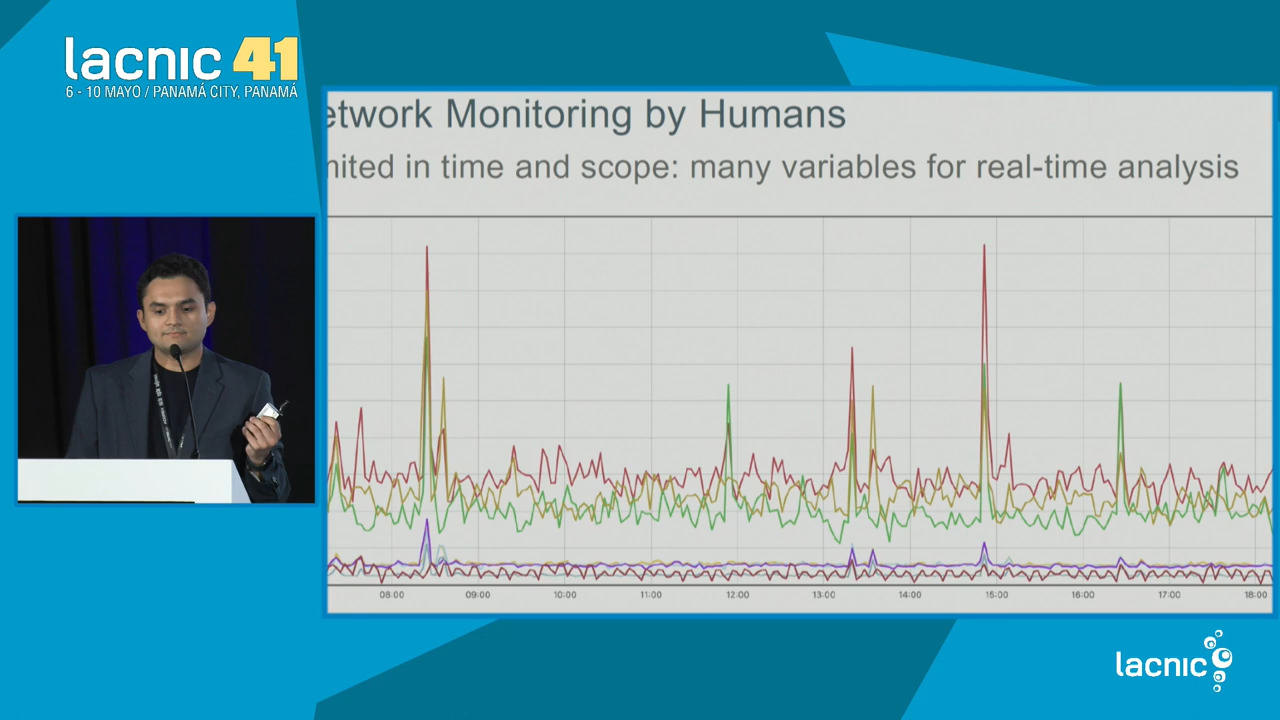 lacnic 41
6 - 10 MAYO / PANAMÁ CITY, PANAMÁ
etwork Monitoring by Humans
mited in time and scope: many variables for real-time analysis
08:00 09:00 10:00 11:00 12:00 13:00 14:00 15:00 16:00 17:00 18:00
lacnic